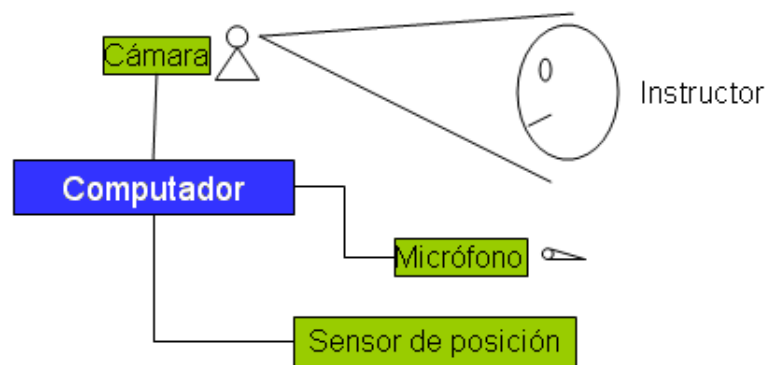 Cámara
Instructor
Computador
Micrófono
Sensor de posición